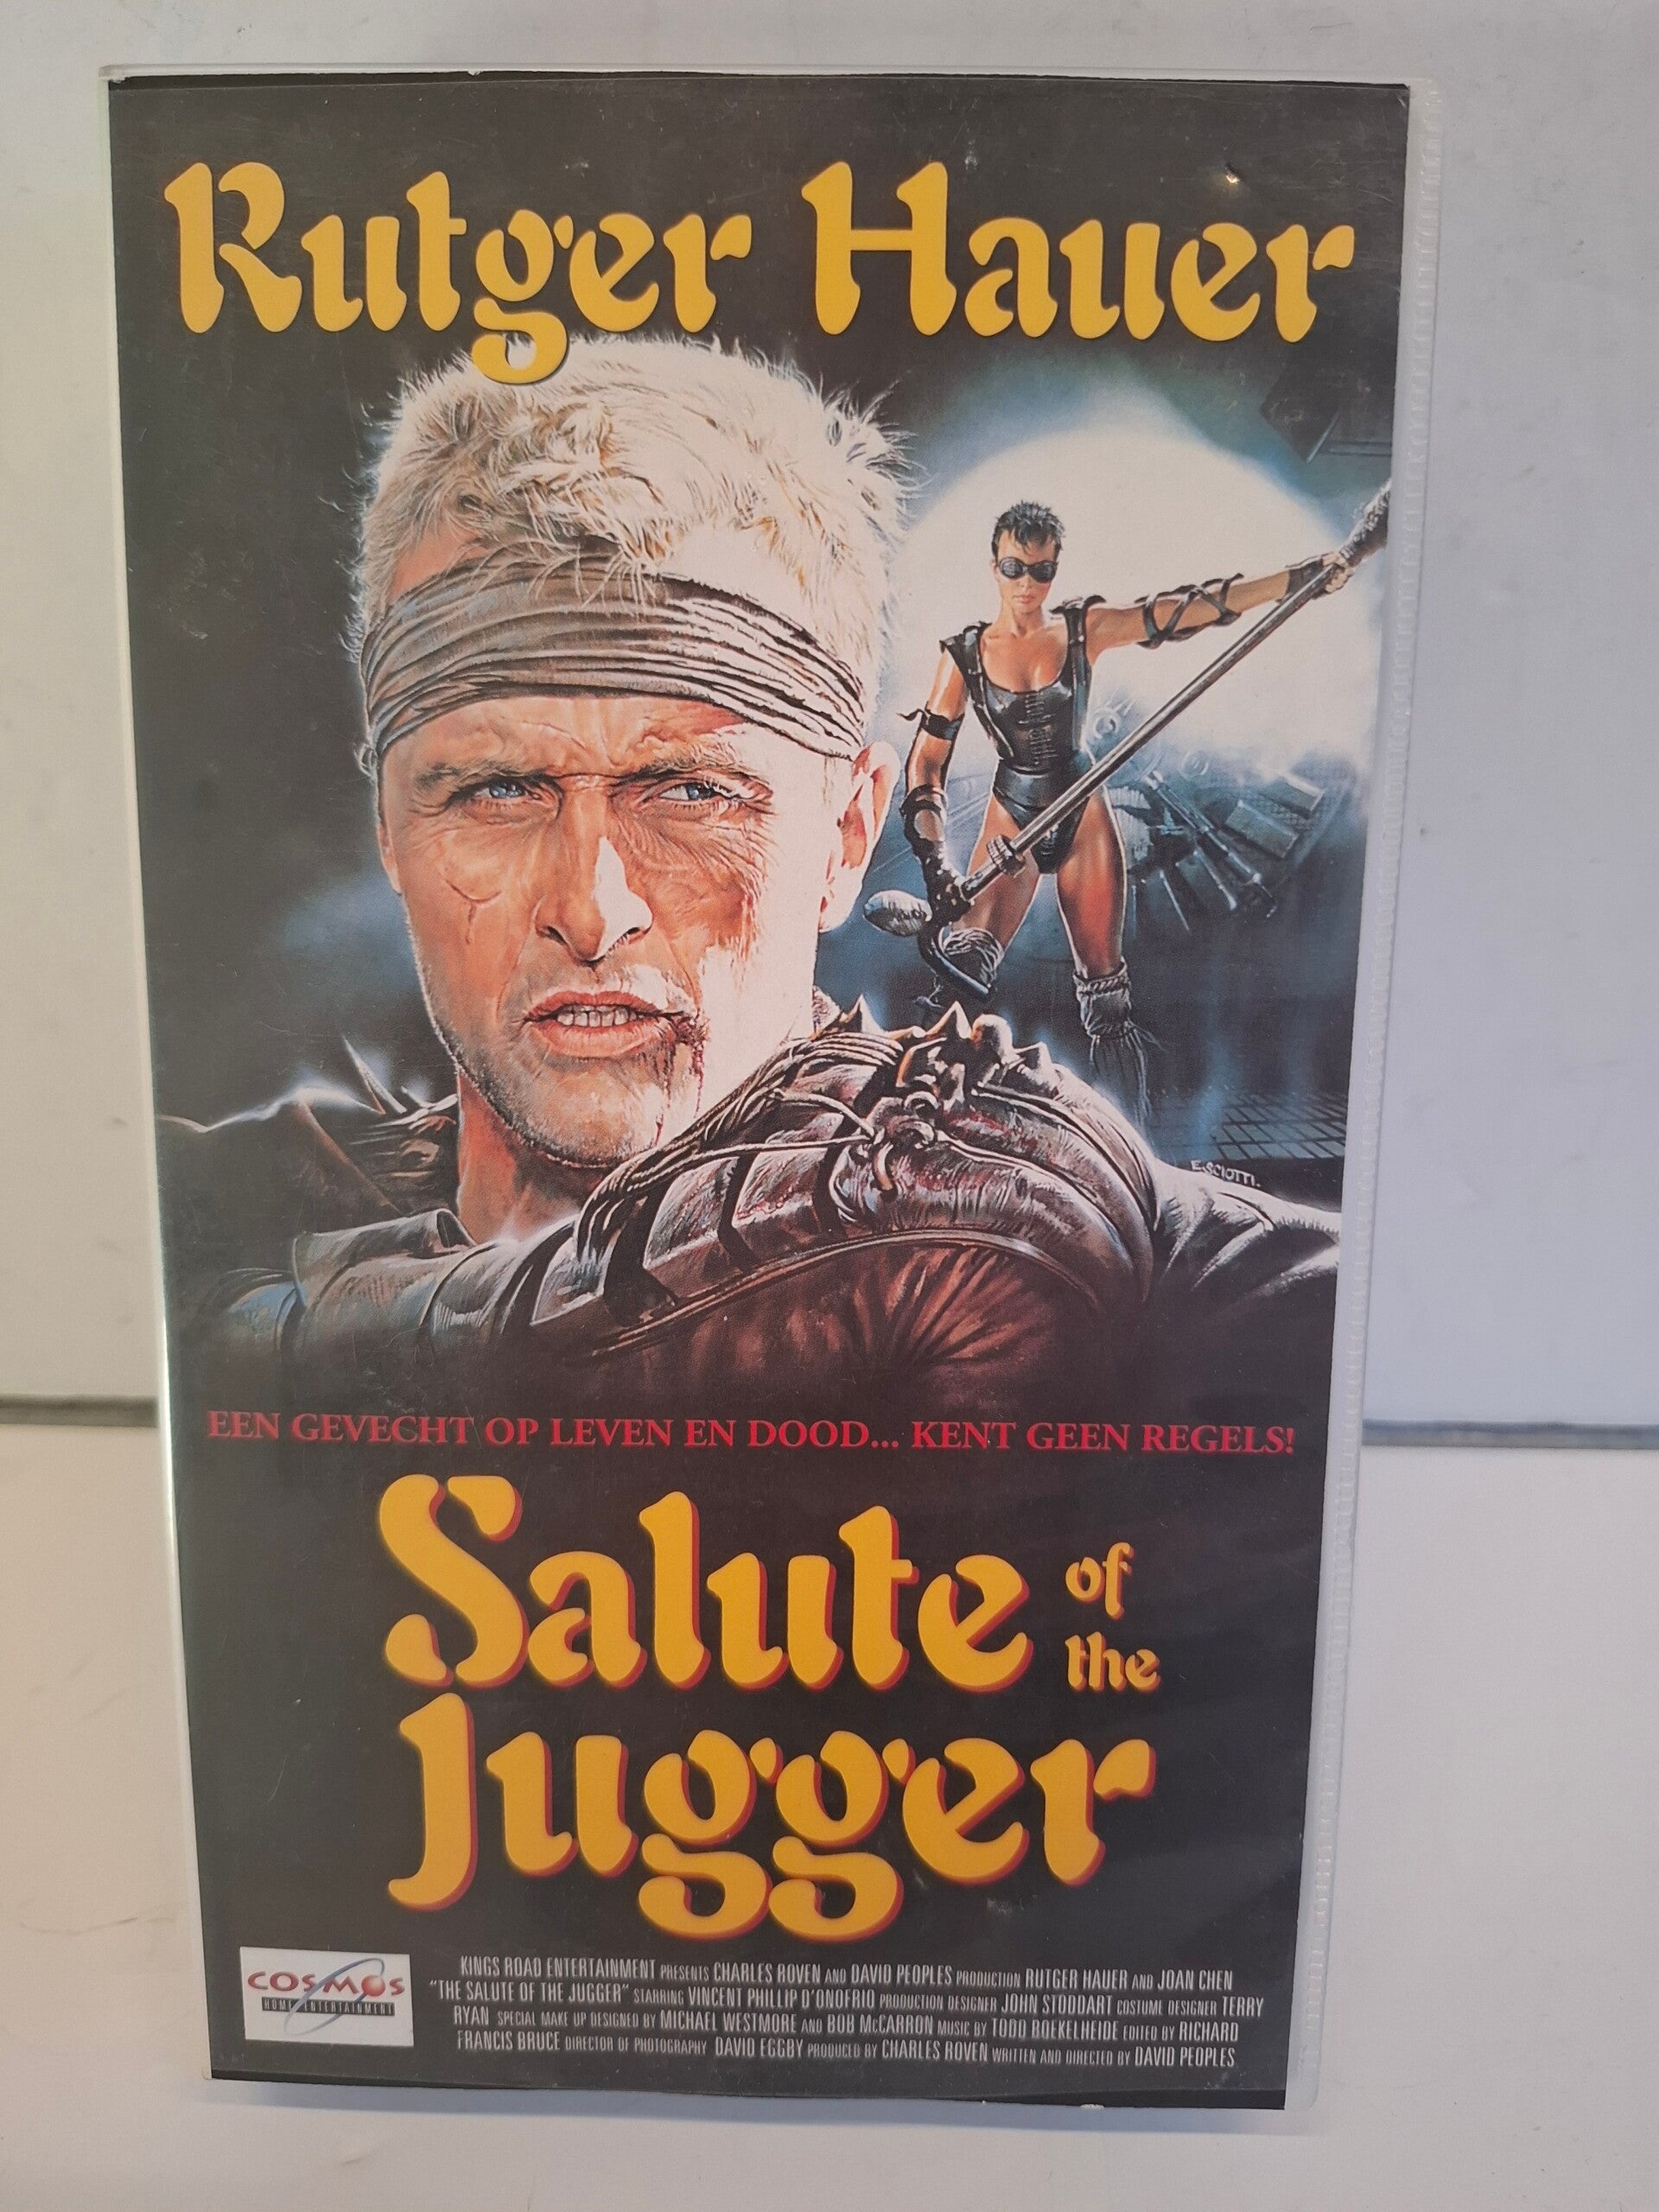 Rutger Hauer
E. SCIOTTI.
EEN GEVECHT OP LEVEN EN DOOD... KENT GEEN REGELS!
Salute of the
Jugger
COSMOS
HOME ENTERTAINMENT
KINGS ROAD ENTERTAINMENT PRESENTS CHARLES ROVEN AND DAVID PEOPLES PRODUCTION RUTGER HAUER AND JOAN CHEN
"THE SALUTE OF THE JUGGER" STARRING VINCENT PHILLIP D'ONOFRIO PRODUCTION DESIGNER JOHN STODDART COSTUME DESIGNER TERRY
RYAN SPECIAL MAKE UP DESIGNED BY MICHAEL WESTMORE AND BOB McCARRON MUSIC BY TODD BOEKELHEIDE EDITED BY RICHARD
FRANCIS BRUCE DIRECTOR OF PHOTOGRAPHY DAVID EGGBY PRODUCED BY CHARLES ROVEN WRITTEN AND DIRECTED BY DAVID PEOPLES